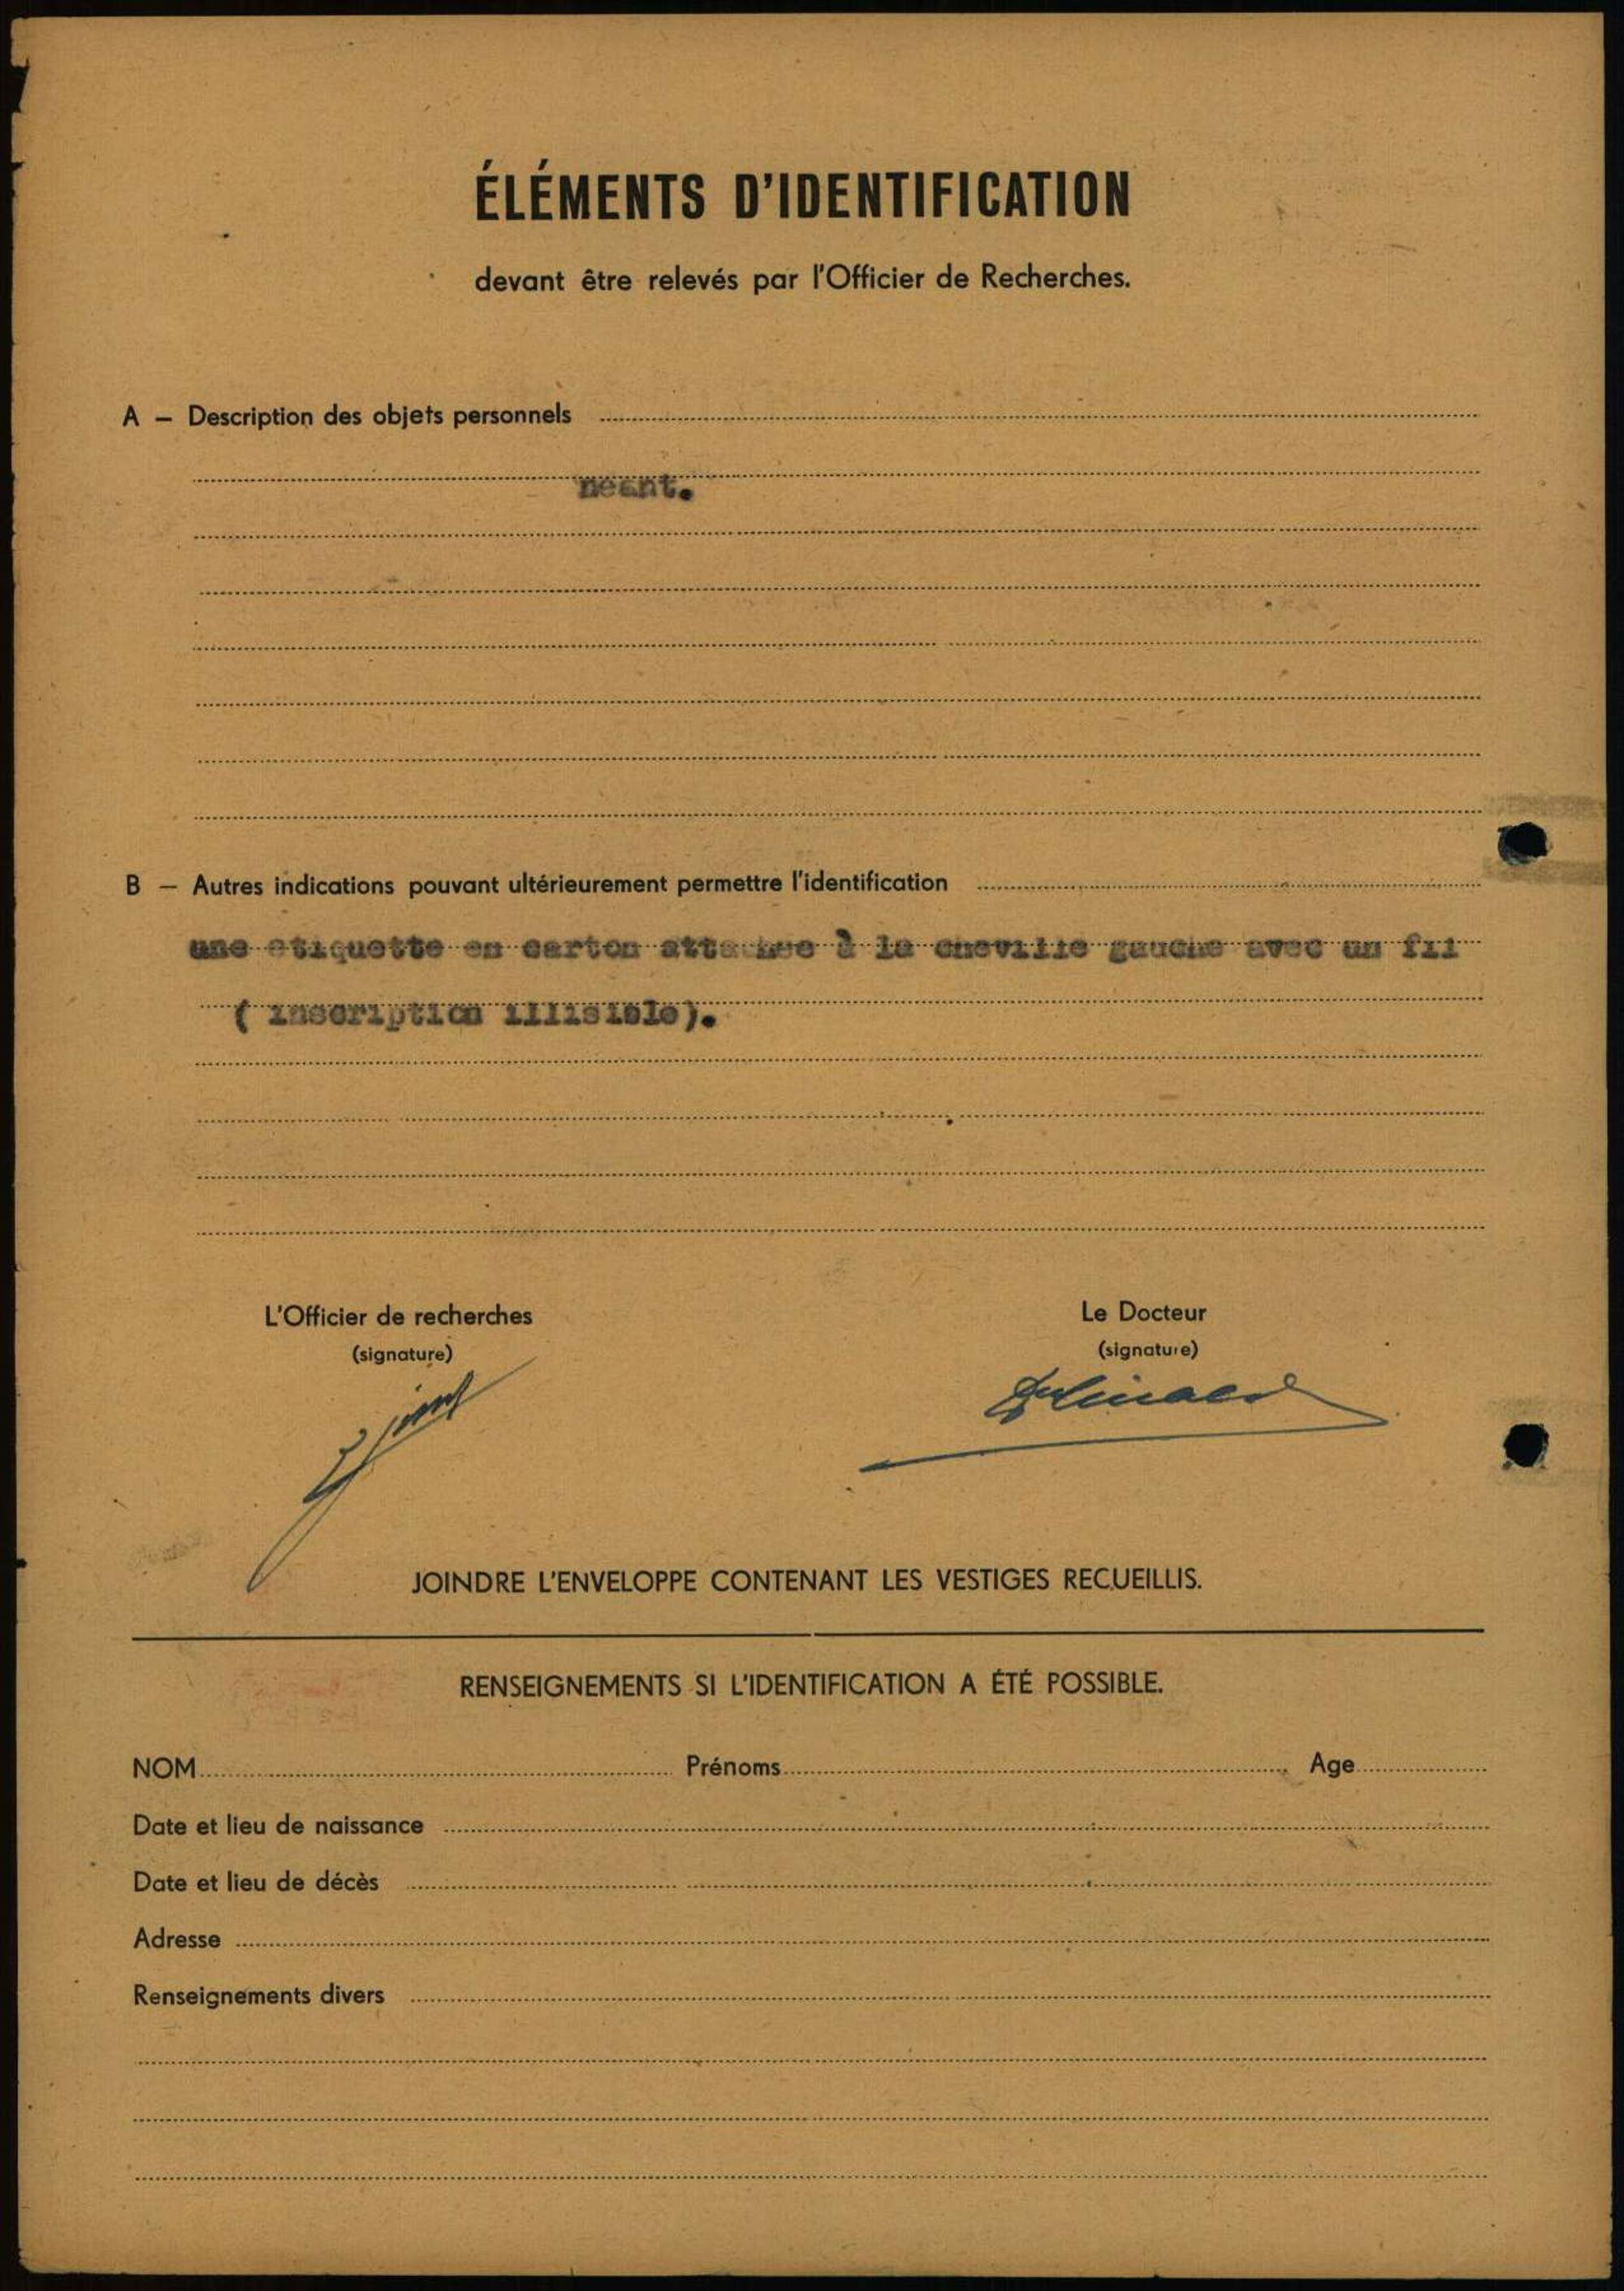 ÉLÉMENTS D'IDENTIFICATION
devant être relevés par l'Officier de Recherches.
A — Description des objets personnels
néant.
B — Autres indications pouvant ultérieurement permettre l'identification
une etiquette en carton attachee à la cheville gauche avec un fil
( inscription illisible).
L'Officier de recherches
(signature)
Le Docteur
(signature)
JOINDRE L'ENVELOPPE CONTENANT LES VESTIGES RECUEILLIS.
RENSEIGNEMENTS SI L'IDENTIFICATION A ÉTÉ POSSIBLE.
NOM Prénoms Age
Date et lieu de naissance
Date et lieu de décès
Adresse
Renseignements divers